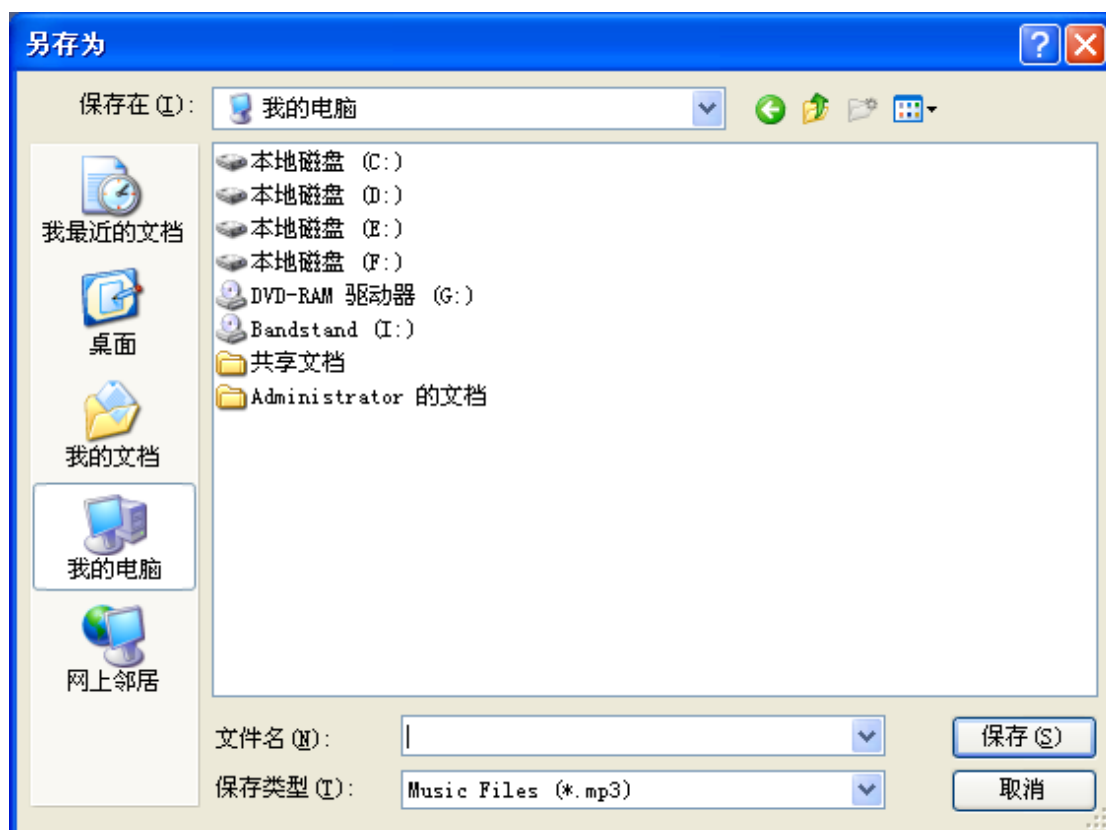 另存为
保存在(I):
我的电脑
我最近的文档
桌面
我的文档
我的电脑
网上邻居
本地磁盘 (C:)
本地磁盘 (D:)
本地磁盘 (E:)
本地磁盘 (F:)
DVD-RAM 驱动器 (G:)
Bandstand (I:)
共享文档
Administrator 的文档
文件名(N):
保存(S)
保存类型(T):
Music Files (*.mp3)
取消